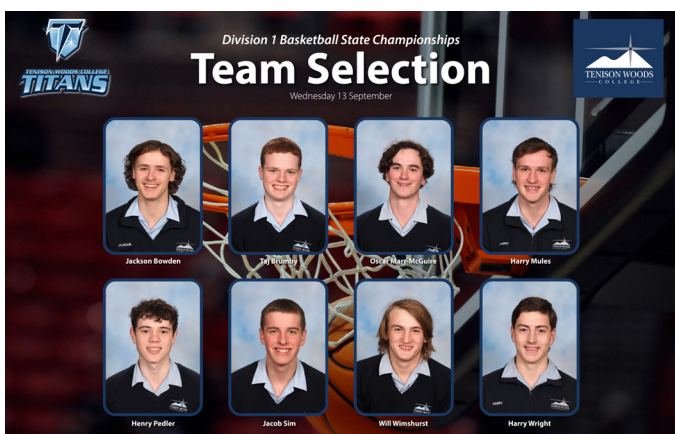 Division 1 Basketball State Championships
Team Selection
Wednesday 13 September
TENISON WOODS COLLEGE
TITANS
TENISON WOODS
COLLEGE
Jackson Bowden
Taj Brumby
Oscar Marr-McGuire
Harry Mules
Henry Pedler
Jacob Sim
Will Wimshurst
Harry Wright